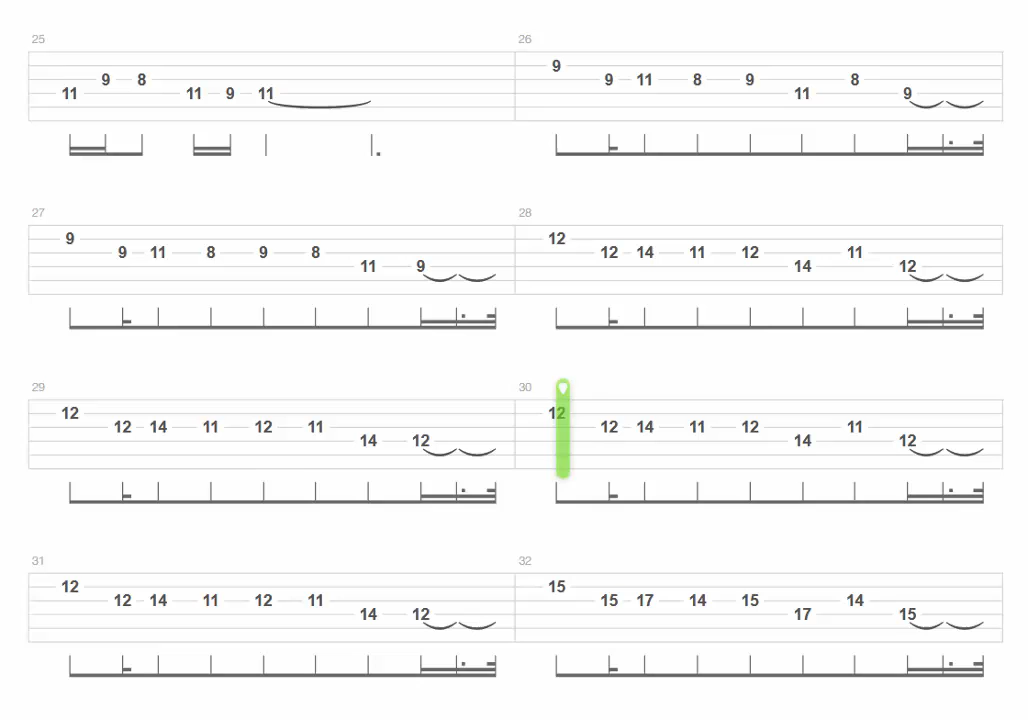 25 26
9
9 8 9 11 8 9 8
11 11 9 11 11 9
27 28
9 12
9 11 8 9 8 12 14 11 12 11
11 9 14 12
29 30
12 12
12 14 11 12 11 12 14 11 12 11
14 12 14 12
31 32
12 15
12 14 11 12 11 15 17 14 15 14
14 12 17 15